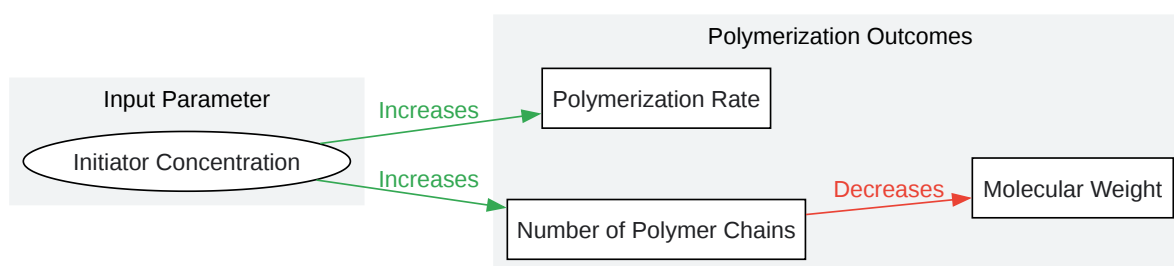 Polymerization Outcomes
Input Parameter
Increases
Polymerization Rate
Initiator Concentration
Increases
Decreases
Molecular Weight
Number of Polymer Chains